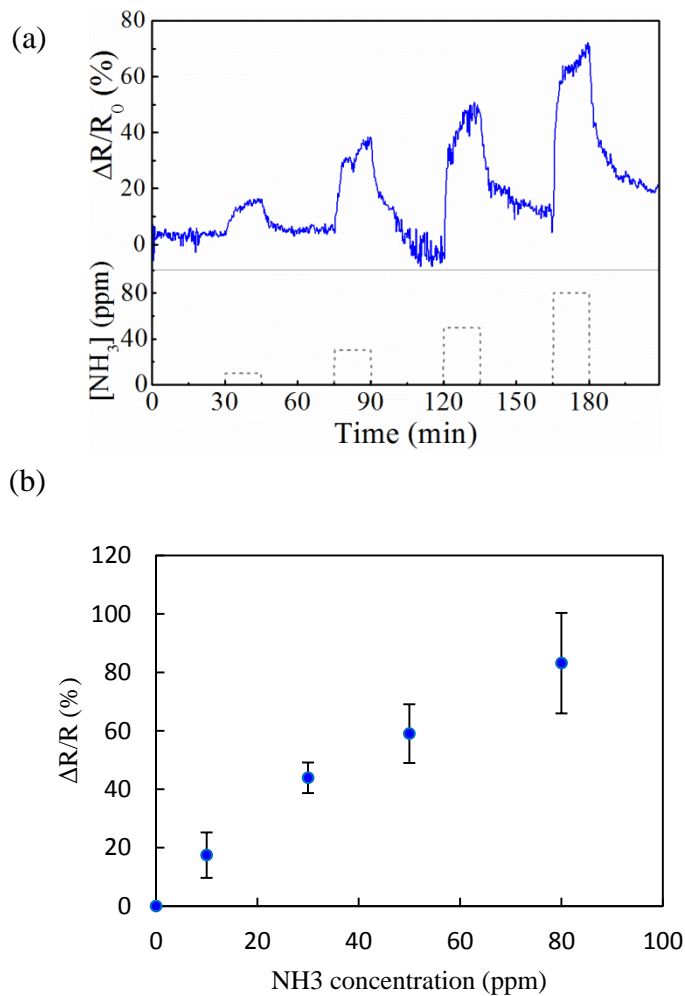 (a)
ΔR/R₀ (%)
80
60
40
20
0
[NH₃] (ppm)
80
40
0
0 30 60 90 120 150 180
Time (min)
(b)
ΔR/R (%)
120
100
80
60
40
20
0
0 20 40 60 80 100
NH3 concentration (ppm)